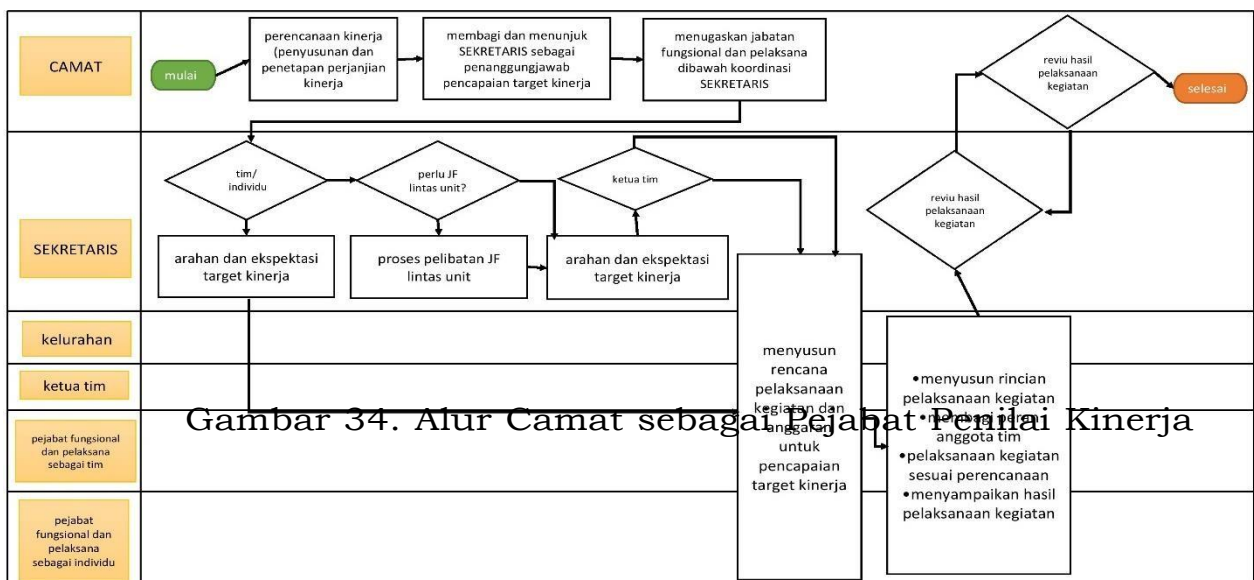 CAMAT
mulai
perencanaan kinerja
(penyusunan dan
penetapan perjanjian
kinerja
membagi dan menunjuk
SEKRETARIS sebagai
penanggungjawab
pencapaian target kinerja
menugaskan jabatan
fungsional dan pelaksana
dibawah koordinasi
SEKRETARIS
reviu hasil
pelaksanaan
kegiatan
selesai
SEKRETARIS
tim/
individu
perlu JF
lintas unit?
ketua tim
reviu hasil
pelaksanaan
kegiatan
arahan dan ekspektasi
target kinerja
proses pelibatan JF
lintas unit
arahan dan ekspektasi
target kinerja
kelurahan
ketua tim
pejabat fungsional
dan pelaksana
sebagai tim
pejabat
fungsional dan
pelaksana
sebagai individu
menyusun
rencana
pelaksanaan
kegiatan dan
anggaran
untuk
pencapaian
target kinerja
•menyusun rincian
pelaksanaan kegiatan
•membagi peran
anggota tim
•pelaksanaan kegiatan
sesuai perencanaan
•menyampaikan hasil
pelaksanaan kegiatan
Gambar 34. Alur Camat sebagai Pejabat Penilai Kinerja